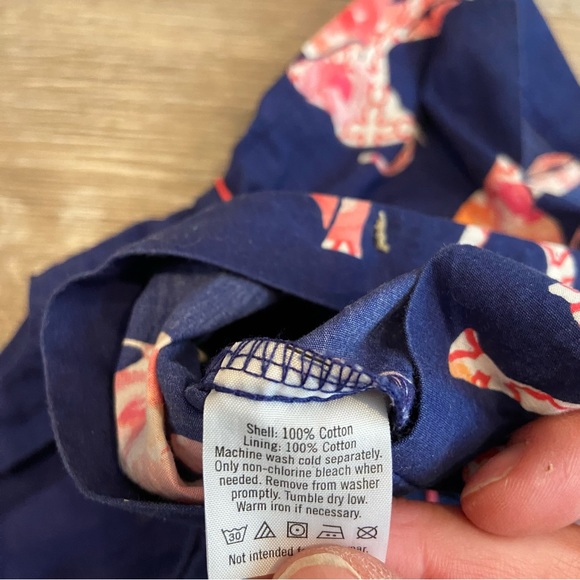 Shell: 100% Cotton
Lining: 100% Cotton
Machine wash cold separately.
Only non-chlorine bleach when
needed. Remove from washer
promptly. Tumble dry low.
Warm iron if necessary.
30
Not intended